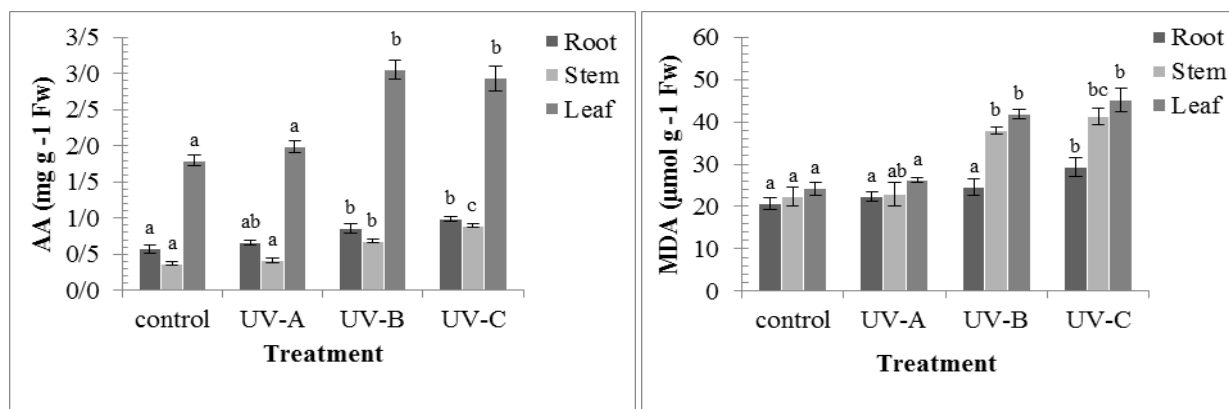 3/5
3/0
2/5
2/0
1/5
1/0
0/5
0/0
AA (mg g -1 Fw)
a a a
ab a a
b b b
b c b
Root
Stem
Leaf
control UV-A UV-B UV-C
Treatment
60
50
40
30
20
10
0
MDA (µmol g -1 Fw)
a a a
a ab a
a b b
b bc b
Root
Stem
Leaf
control UV-A UV-B UV-C
Treatment